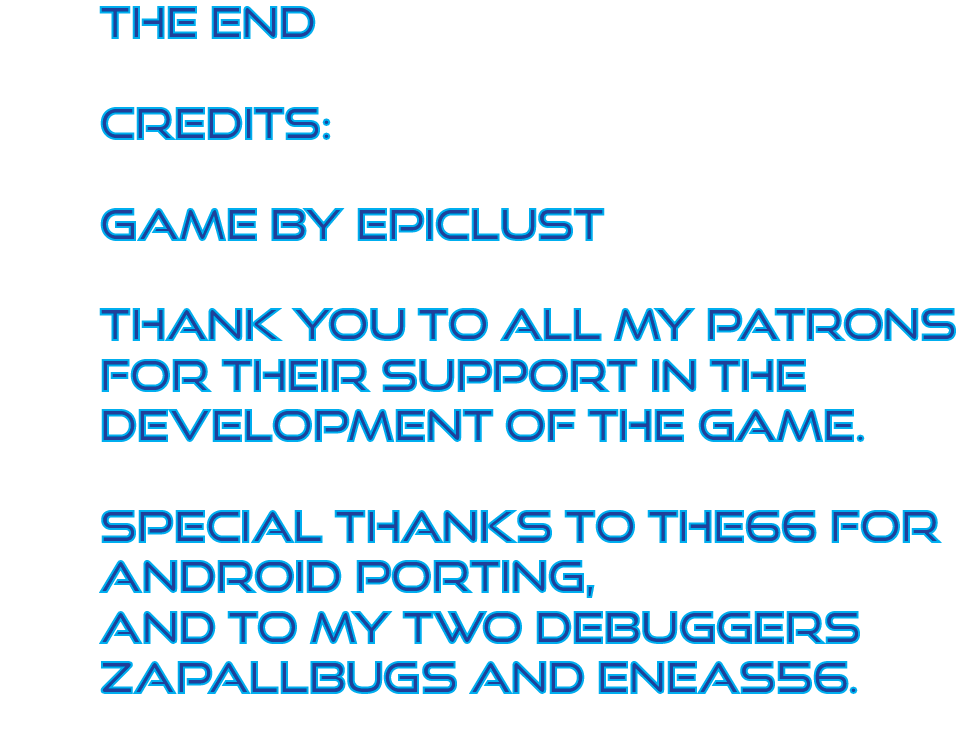 THE END
CREDITS:
GAME BY EPICLUST
THANK YOU TO ALL MY PATRONS
FOR THEIR SUPPORT IN THE
DEVELOPMENT OF THE GAME.
SPECIAL THANKS TO THE66 FOR
ANDROID PORTING,
AND TO MY TWO DEBUGGERS
ZAPALLBUGS AND ENEAS56.